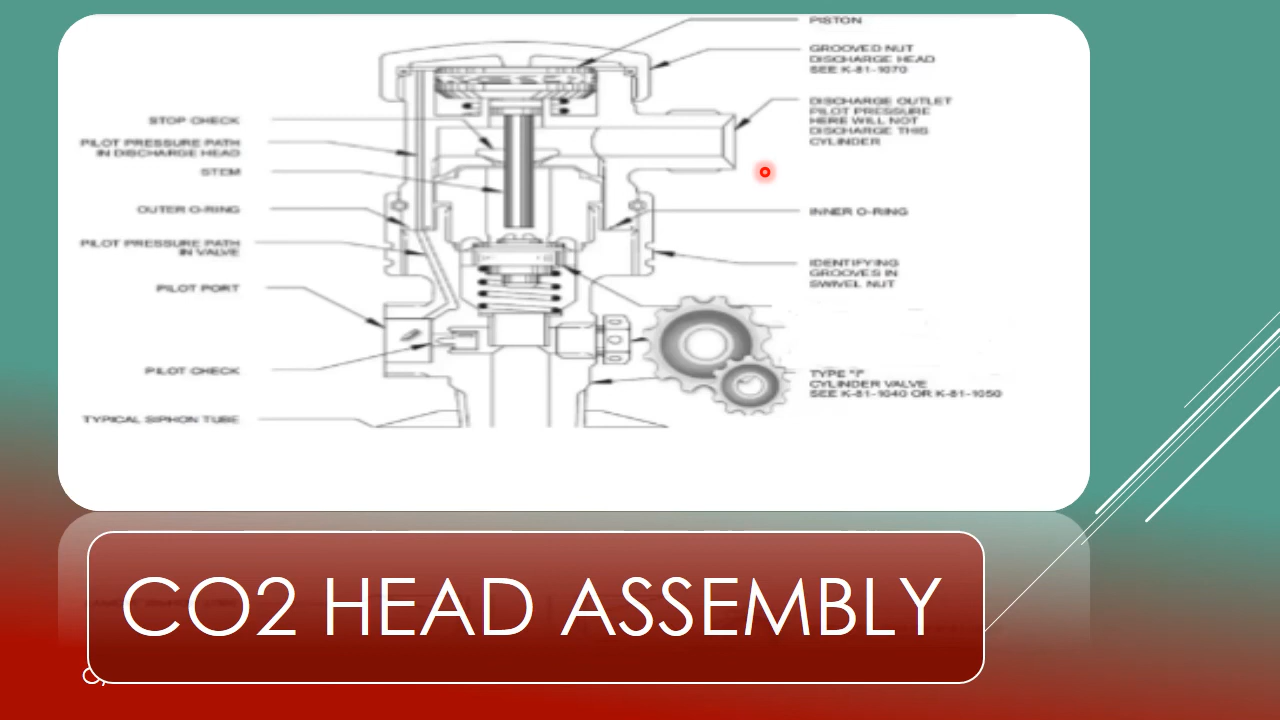 PISTON
GROOVED NUT
DISCHARGE HEAD
SEE K-81-1070
DISCHARGE OUTLET
PILOT PRESSURE
HERE WILL NOT
DISCHARGE THIS
CYLINDER
STOP CHECK
PILOT PRESSURE PATH
IN DISCHARGE HEAD
STEM
OUTER O-RING
INNER O-RING
PILOT PRESSURE PATH
IN VALVE
IDENTIFYING
GROOVES IN
SWIVEL NUT
PILOT PORT
PILOT CHECK
TYPE "I"
CYLINDER VALVE
SEE K-81-1040 OR K-81-1050
TYPICAL SIPHON TUBE
CO2 HEAD ASSEMBLY